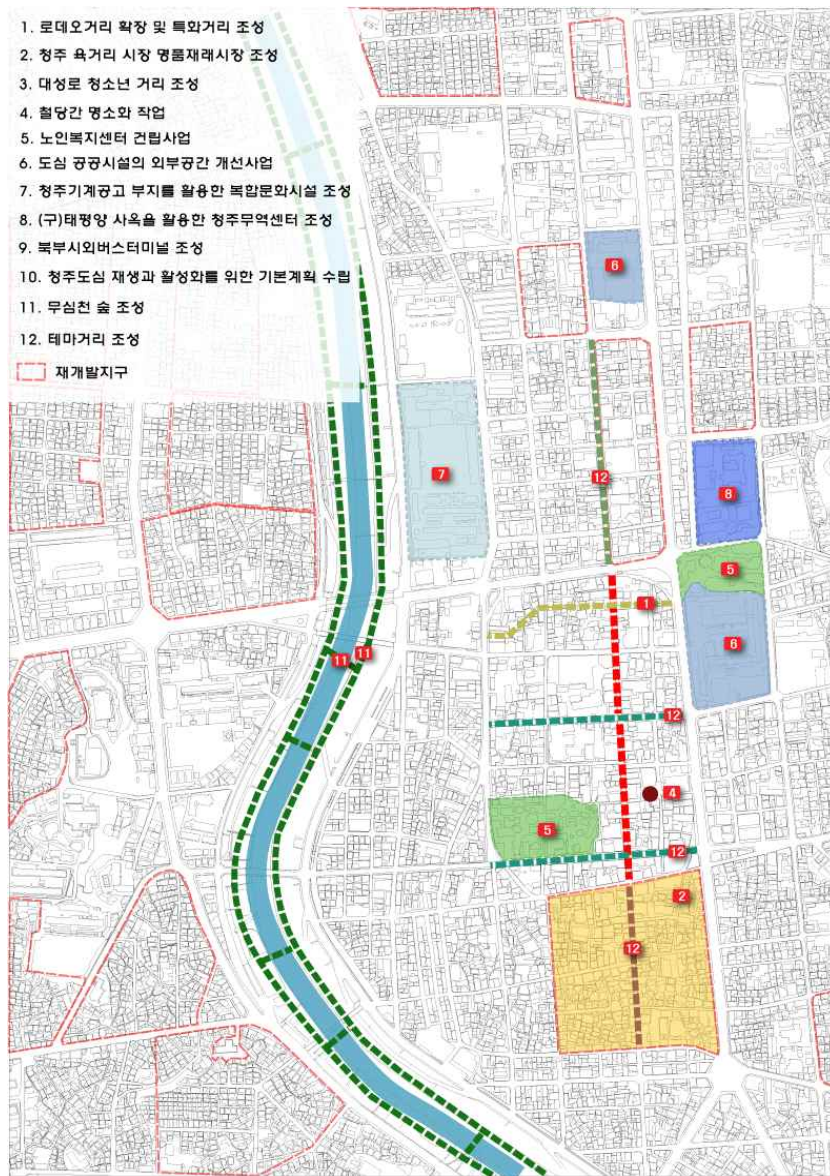 1. 로데오거리 확장 및 특화거리 조성
2. 청주 육거리 시장 명품재래시장 조성
3. 대성로 청소년 거리 조성
4. 철당간 명소화 작업
5. 노인복지센터 건립사업
6. 도심 공공시설의 외부공간 개선사업
7. 청주기계공고 부지를 활용한 복합문화시설 조성
8. (구)태평양 사옥을 활용한 청주무역센터 조성
9. 북부시외버스터미널 조성
10. 청주도심 재생과 활성화를 위한 기본계획 수립
11. 무심천 숲 조성
12. 테마거리 조성
재개발지구
6
7
12
8
5
1
6
11 11
12
4
5
12
2
12